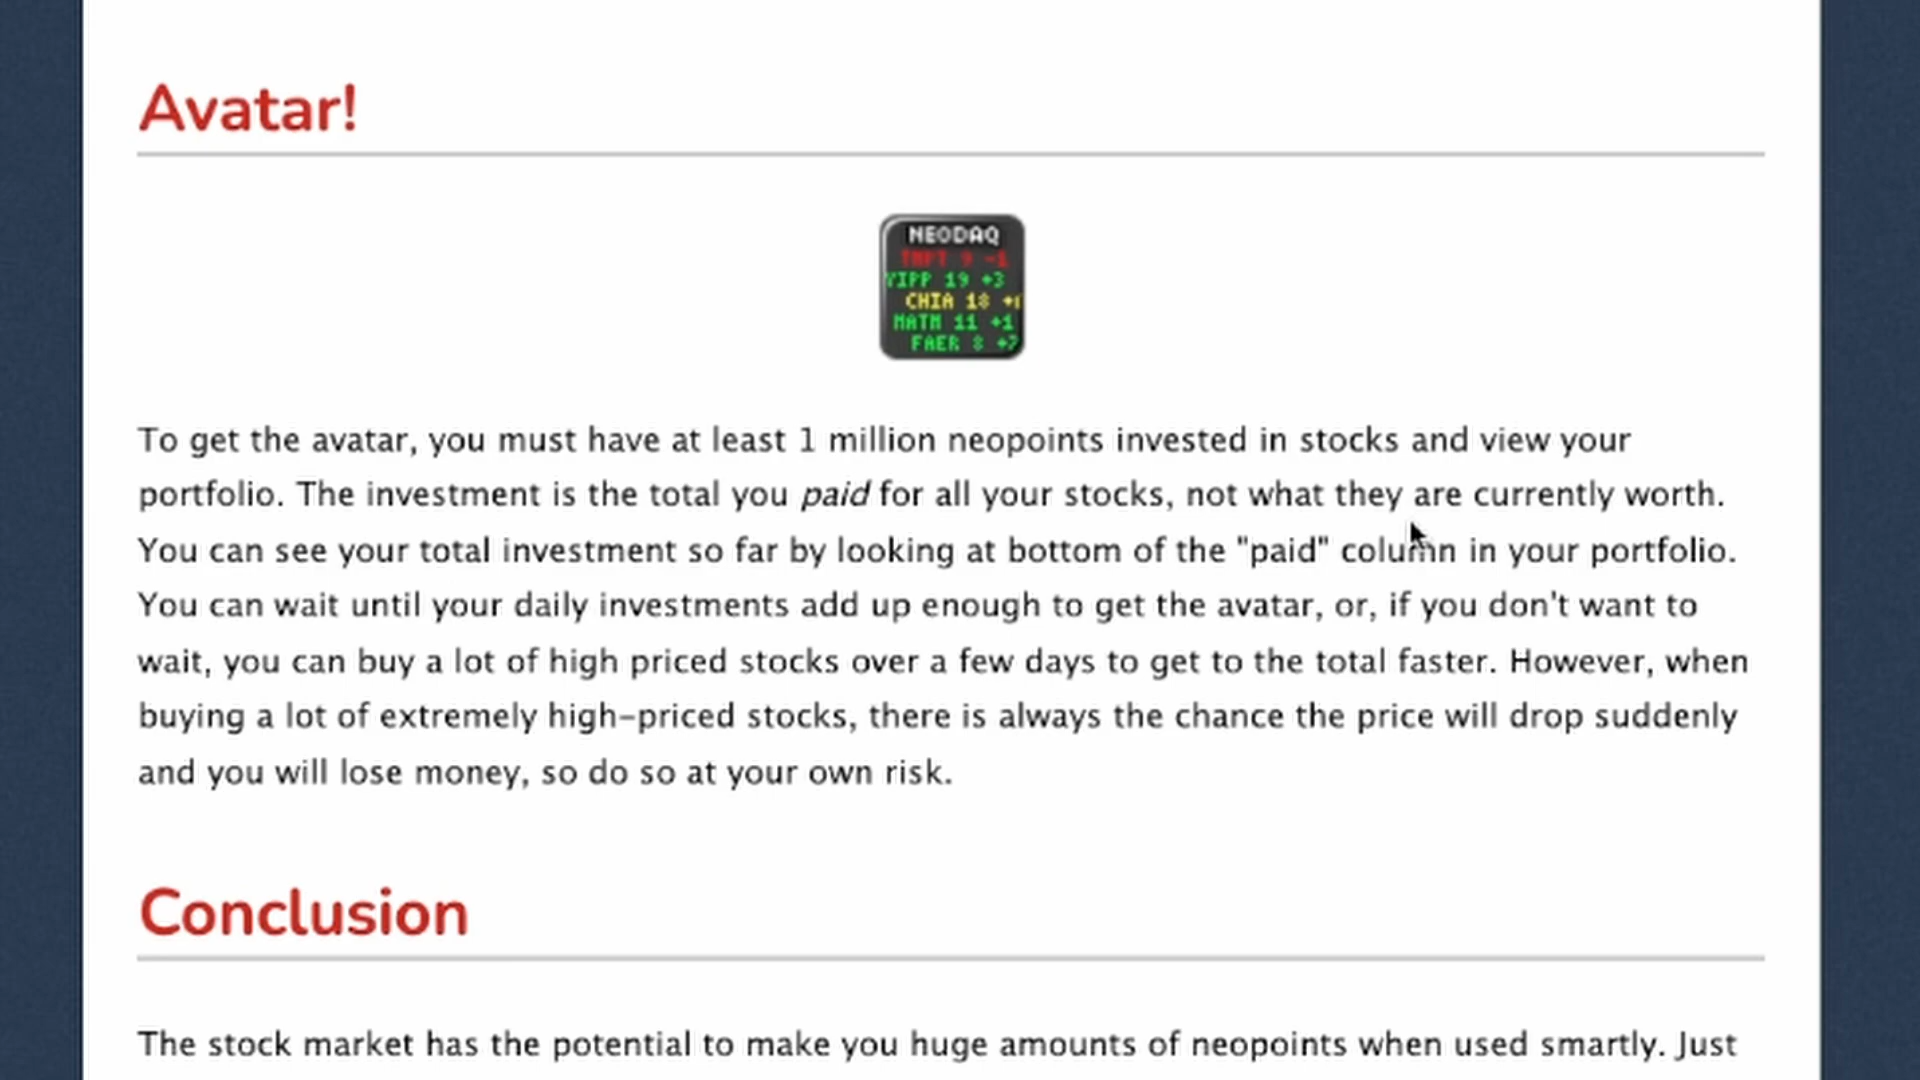 Avatar!
NEODAQ
TMPT 9 -1
YIPP 19 +3
CHIA 18 +
MATM 11 +1
FAER 8 +7
To get the avatar, you must have at least 1 million neopoints invested in stocks and view your
portfolio. The investment is the total you paid for all your stocks, not what they are currently worth.
You can see your total investment so far by looking at bottom of the "paid" column in your portfolio.
You can wait until your daily investments add up enough to get the avatar, or, if you don't want to
wait, you can buy a lot of high priced stocks over a few days to get to the total faster. However, when
buying a lot of extremely high-priced stocks, there is always the chance the price will drop suddenly
and you will lose money, so do so at your own risk.
Conclusion
The stock market has the potential to make you huge amounts of neopoints when used smartly. Just